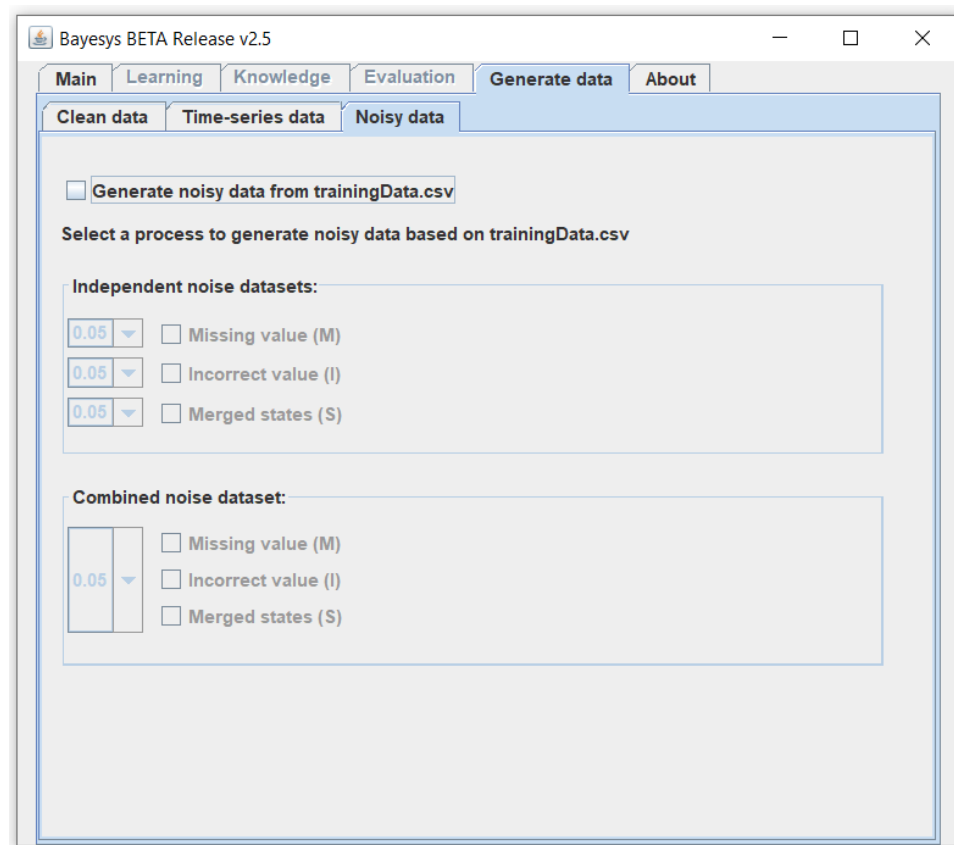 Bayesys BETA Release v2.5
Main Learning Knowledge Evaluation Generate data About
Clean data Time-series data Noisy data
Generate noisy data from trainingData.csv
Select a process to generate noisy data based on trainingData.csv
Independent noise datasets:
0.05 Missing value (M)
0.05 Incorrect value (I)
0.05 Merged states (S)
Combined noise dataset:
Missing value (M)
0.05 Incorrect value (I)
Merged states (S)